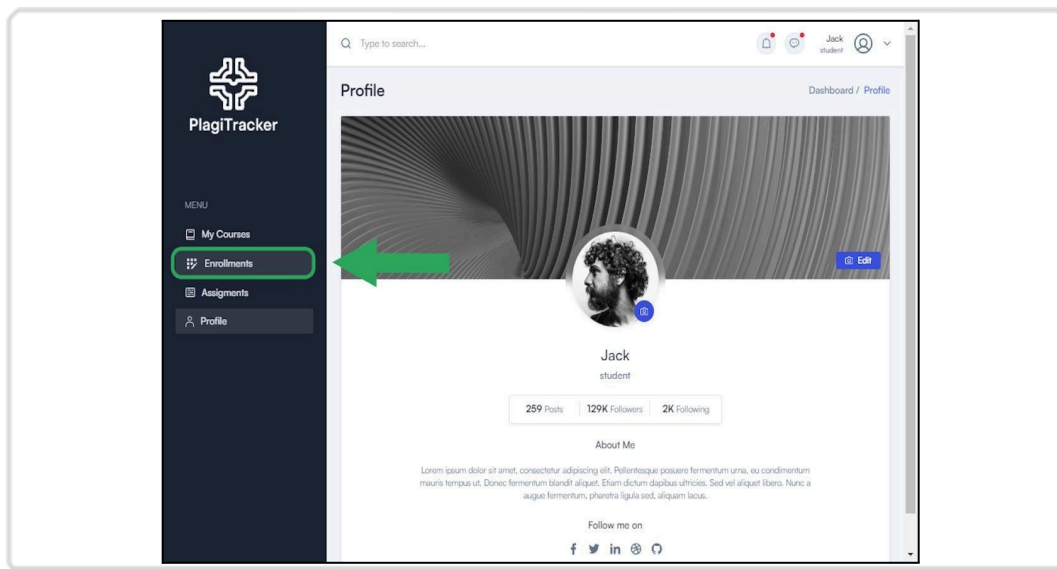 PlagiTracker
MENU
My Courses
Enrollments
Assigments
Profile
Type to search...
Jack
student
Profile
Dashboard / Profile
Edit
Jack
student
259 Posts 129K Followers 2K Following
About Me
Lorem ipsum dolor sit amet, consectetur adipiscing elit. Pellentesque posuere fermentum urna, eu condimentum
mauris tempus ut. Donec fermentum blandit aliquet. Etiam dictum dapibus ultricies. Sed vel aliquet libero. Nunc a
augue fermentum, pharetra ligula sed, aliquam lacus.
Follow me on